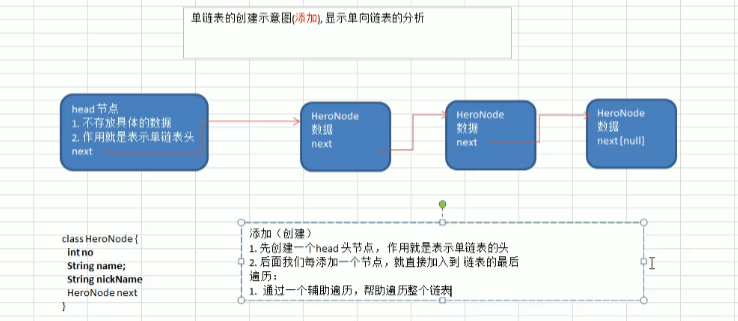 单链表的创建示意图(添加), 显示单向链表的分析
head 节点
1. 不存放具体的数据
2. 作用就是表示单链表头
next
HeroNode
数据
next
HeroNode
数据
next
HeroNode
数据
next [null]
class HeroNode {
int no
String name;
String nickName
HeroNode next
}
添加（创建）
1. 先创建一个head 头节点， 作用就是表示单链表的头
2. 后面我们每添加一个节点，就直接加入到 链表的最后
遍历：
1. 通过一个辅助遍历，帮助遍历整个链表